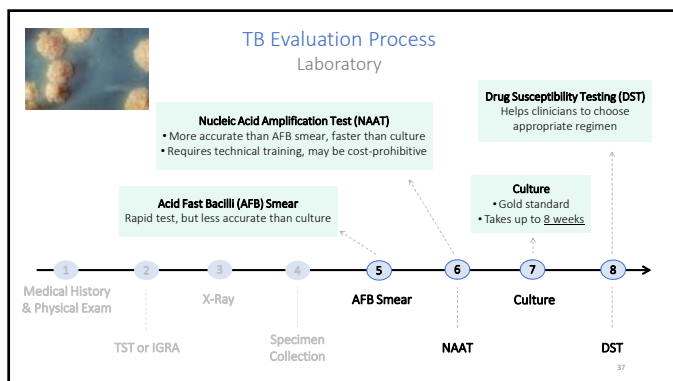 TB Evaluation Process
Laboratory
Nucleic Acid Amplification Test (NAAT)
• More accurate than AFB smear, faster than culture
• Requires technical training, may be cost-prohibitive
Drug Susceptibility Testing (DST)
Helps clinicians to choose
appropriate regimen
Acid Fast Bacilli (AFB) Smear
Rapid test, but less accurate than culture
Culture
• Gold standard
• Takes up to 8 weeks
1
2
3
4
5
6
7
8
Medical History
& Physical Exam
TST or IGRA
X-Ray
Specimen
Collection
AFB Smear
NAAT
Culture
DST
37